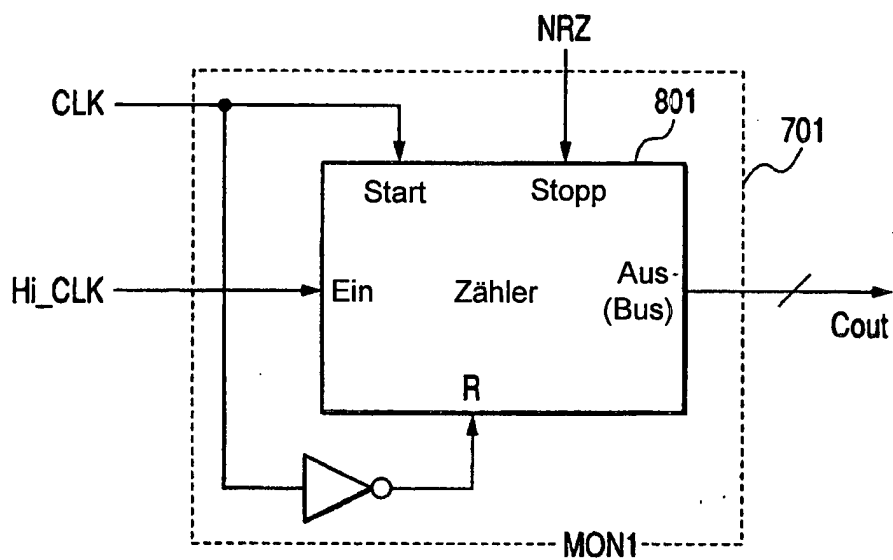 NRZ
CLK
801
701
Start
Stopp
Hi_CLK
Ein
Zähler
Aus-
(Bus)
Cout
R
MON1